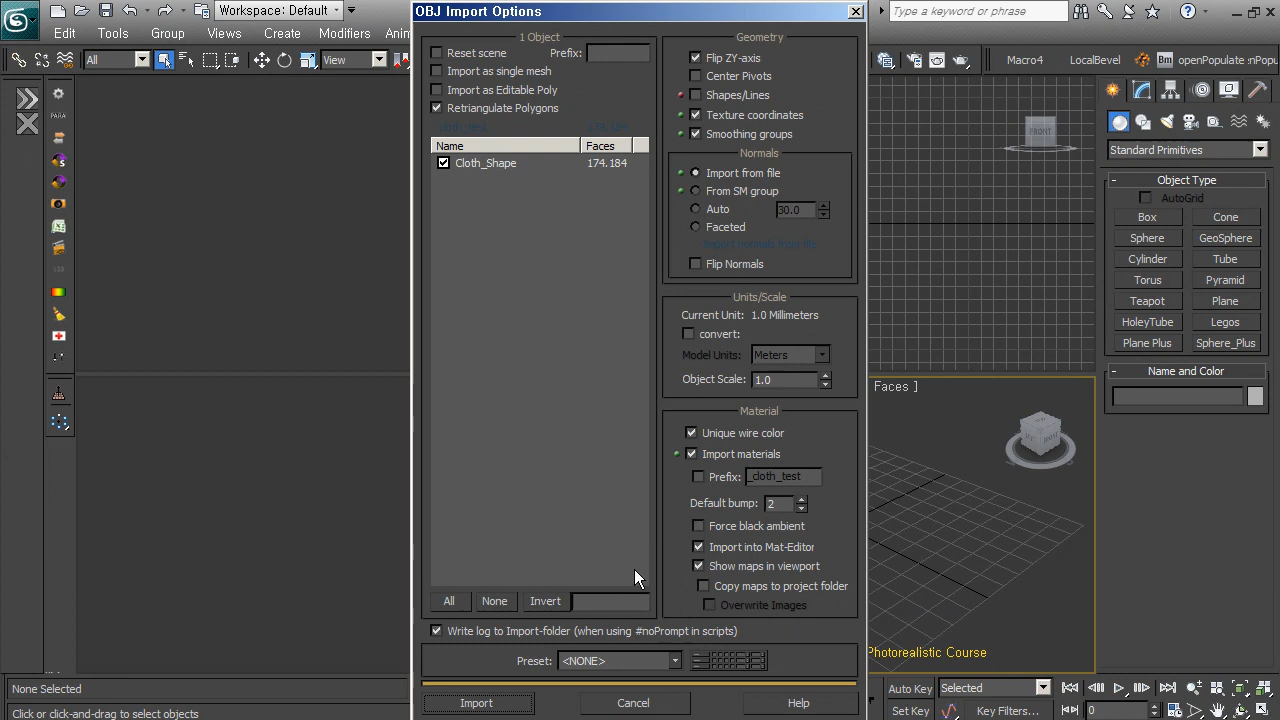 Workspace: Default
OBJ Import Options
Type a keyword or phrase
Edit
Tools
Group
Views
Create
Modifiers
Anim
All
View
Macro4
LocalBevel
openPopulate
nPopu
1 Object
Reset scene
Prefix:
Import as single mesh
Import as Editable Poly
Retriangulate Polygons
Name
Faces
Cloth_Shape
174.184
All
None
Invert
Geometry
Flip ZY-axis
Center Pivots
Shapes/Lines
Texture coordinates
Smoothing groups
Normals
Import from file
From SM group
Auto
30.0
Faceted
Import normals from file
Flip Normals
Units/Scale
Current Unit: 1.0 Millimeters
convert:
Model Units: Meters
Object Scale: 1.0
Material
Unique wire color
Import materials
Prefix: _cloth_test
Default bump: 2
Force black ambient
Import into Mat-Editor
Show maps in viewport
Copy maps to project folder
Overwrite Images
Write log to Import-folder (when using #noPrompt in scripts)
Preset: <NONE>
Import
Cancel
Help
PARA
FRONT
Faces ]
Photorealistic Course
Standard Primitives
- Object Type
AutoGrid
Box
Cone
Sphere
GeoSphere
Cylinder
Tube
Torus
Pyramid
Teapot
Plane
HoleyTube
Legos
Plane Plus
Sphere_Plus
- Name and Color
None Selected
Click or click-and-drag to select objects
Auto Key
Selected
Set Key
Key Filters...
0